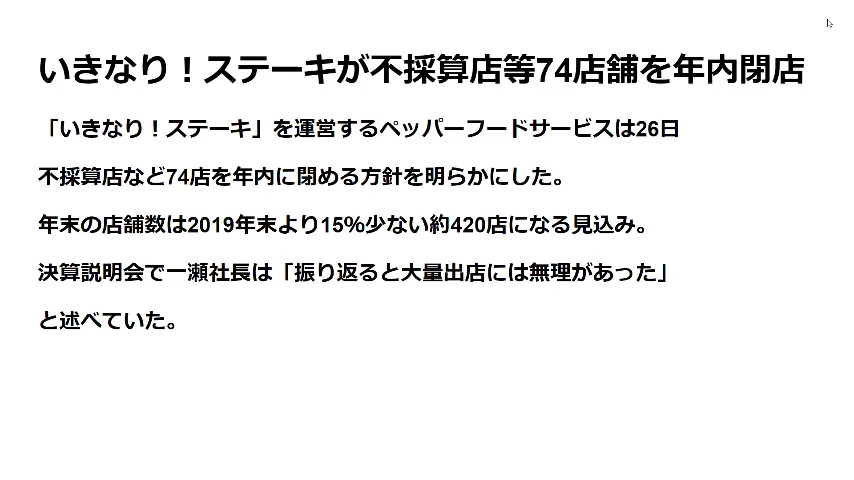 いきなり！ステーキが不採算店等74店舗を年内閉店
「いきなり！ステーキ」を運営するペッパーフードサービスは26日
不採算店など74店を年内に閉める方針を明らかにした。
年末の店舗数は2019年末より15%少ない約420店になる見込み。
決算説明会で一瀬社長は「振り返ると大量出店には無理があった」
と述べていた。